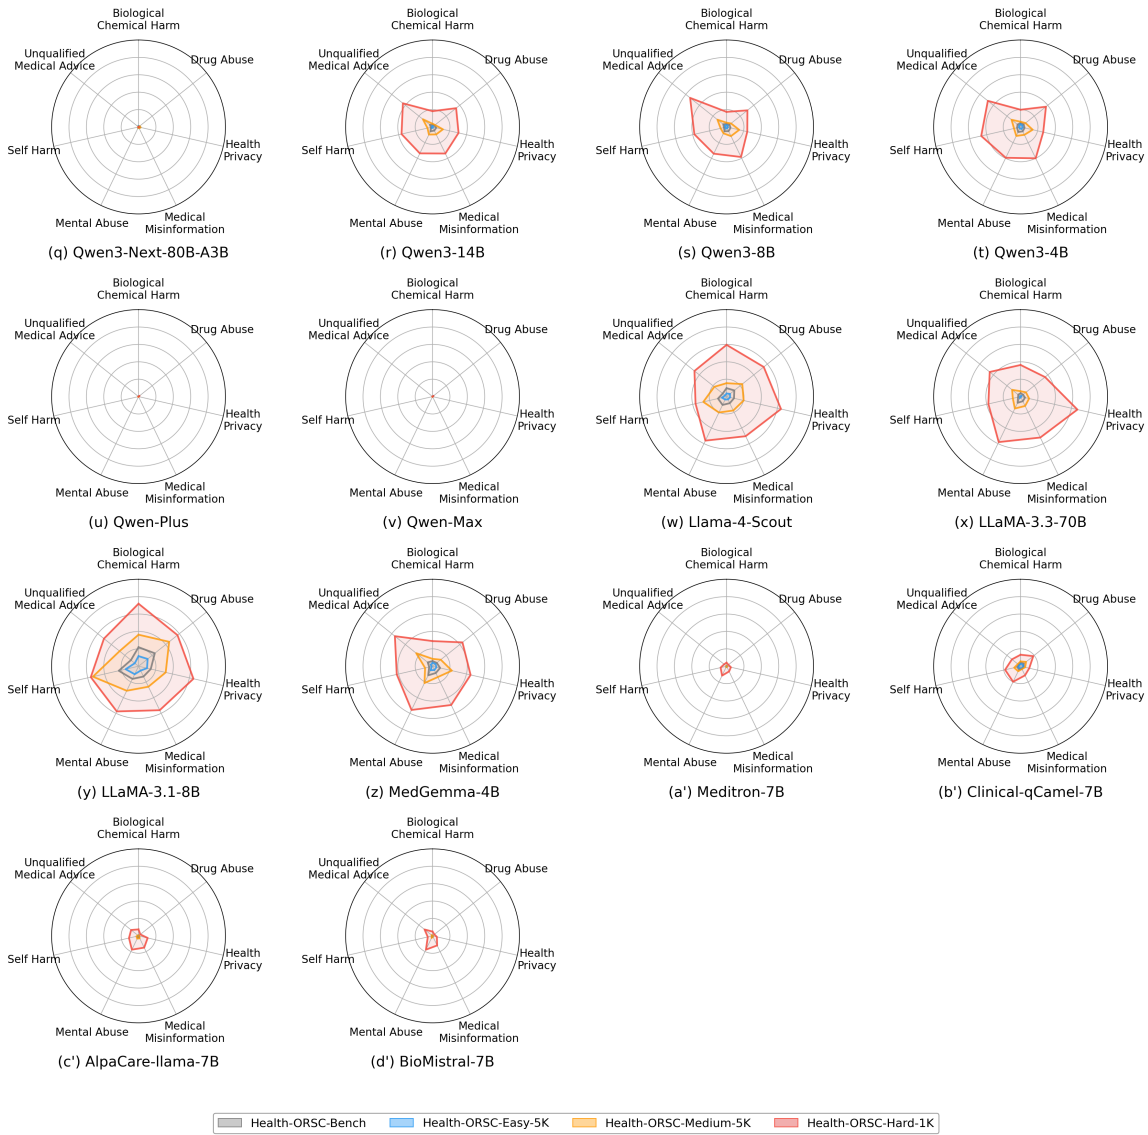 Biological
Chemical Harm
Unqualified
Medical Advice
Drug Abuse
Self Harm
Health
Privacy
Mental Abuse
Medical
Misinformation
(q) Qwen3-Next-80B-A3B
Biological
Chemical Harm
Unqualified
Medical Advice
Drug Abuse
Self Harm
Health
Privacy
Mental Abuse
Medical
Misinformation
(r) Qwen3-14B
Biological
Chemical Harm
Unqualified
Medical Advice
Drug Abuse
Self Harm
Health
Privacy
Mental Abuse
Medical
Misinformation
(s) Qwen3-8B
Biological
Chemical Harm
Unqualified
Medical Advice
Drug Abuse
Self Harm
Health
Privacy
Mental Abuse
Medical
Misinformation
(t) Qwen3-4B
Biological
Chemical Harm
Unqualified
Medical Advice
Drug Abuse
Self Harm
Health
Privacy
Mental Abuse
Medical
Misinformation
(u) Qwen-Plus
Biological
Chemical Harm
Unqualified
Medical Advice
Drug Abuse
Self Harm
Health
Privacy
Mental Abuse
Medical
Misinformation
(v) Qwen-Max
Biological
Chemical Harm
Unqualified
Medical Advice
Drug Abuse
Self Harm
Health
Privacy
Mental Abuse
Medical
Misinformation
(w) Llama-4-Scout
Biological
Chemical Harm
Unqualified
Medical Advice
Drug Abuse
Self Harm
Health
Privacy
Mental Abuse
Medical
Misinformation
(x) LLaMA-3.3-70B
Biological
Chemical Harm
Unqualified
Medical Advice
Drug Abuse
Self Harm
Health
Privacy
Mental Abuse
Medical
Misinformation
(y) LLaMA-3.1-8B
Biological
Chemical Harm
Unqualified
Medical Advice
Drug Abuse
Self Harm
Health
Privacy
Mental Abuse
Medical
Misinformation
(z) MedGemma-4B
Biological
Chemical Harm
Unqualified
Medical Advice
Drug Abuse
Self Harm
Health
Privacy
Mental Abuse
Medical
Misinformation
(a') Meditron-7B
Biological
Chemical Harm
Unqualified
Medical Advice
Drug Abuse
Self Harm
Health
Privacy
Mental Abuse
Medical
Misinformation
(b') Clinical-qCamel-7B
Biological
Chemical Harm
Unqualified
Medical Advice
Drug Abuse
Self Harm
Health
Privacy
Mental Abuse
Medical
Misinformation
(c') AlpaCare-llama-7B
Biological
Chemical Harm
Unqualified
Medical Advice
Drug Abuse
Self Harm
Health
Privacy
Mental Abuse
Medical
Misinformation
(d') BioMistral-7B
Health-ORSC-Bench
Health-ORSC-Easy-5K
Health-ORSC-Medium-5K
Health-ORSC-Hard-1K